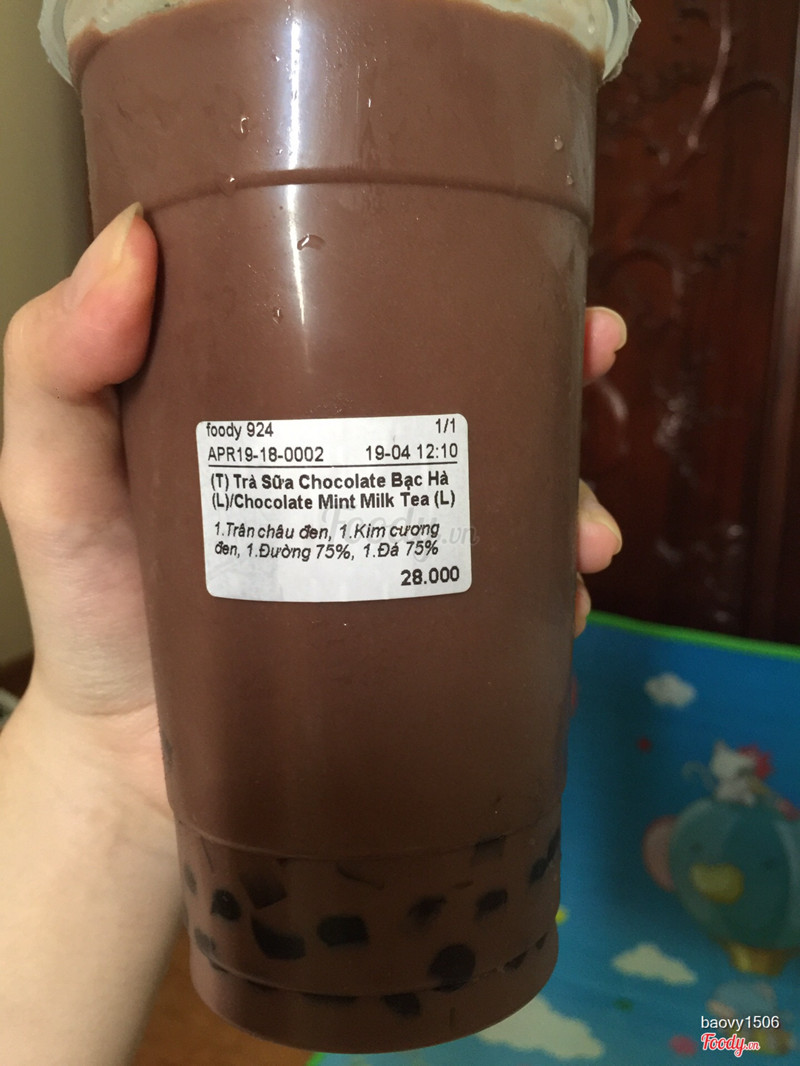 foody 924 1/1
APR19-18-0002 19-04 12:10
(T) Trà Sữa Chocolate Bạc Hà
(L)/Chocolate Mint Milk Tea (L)
1.Trân châu đen, 1.Kim cương
đen, 1.Đường 75%, 1.Đá 75%
28.000
Foody.vn
baovy1506
Foody.vn